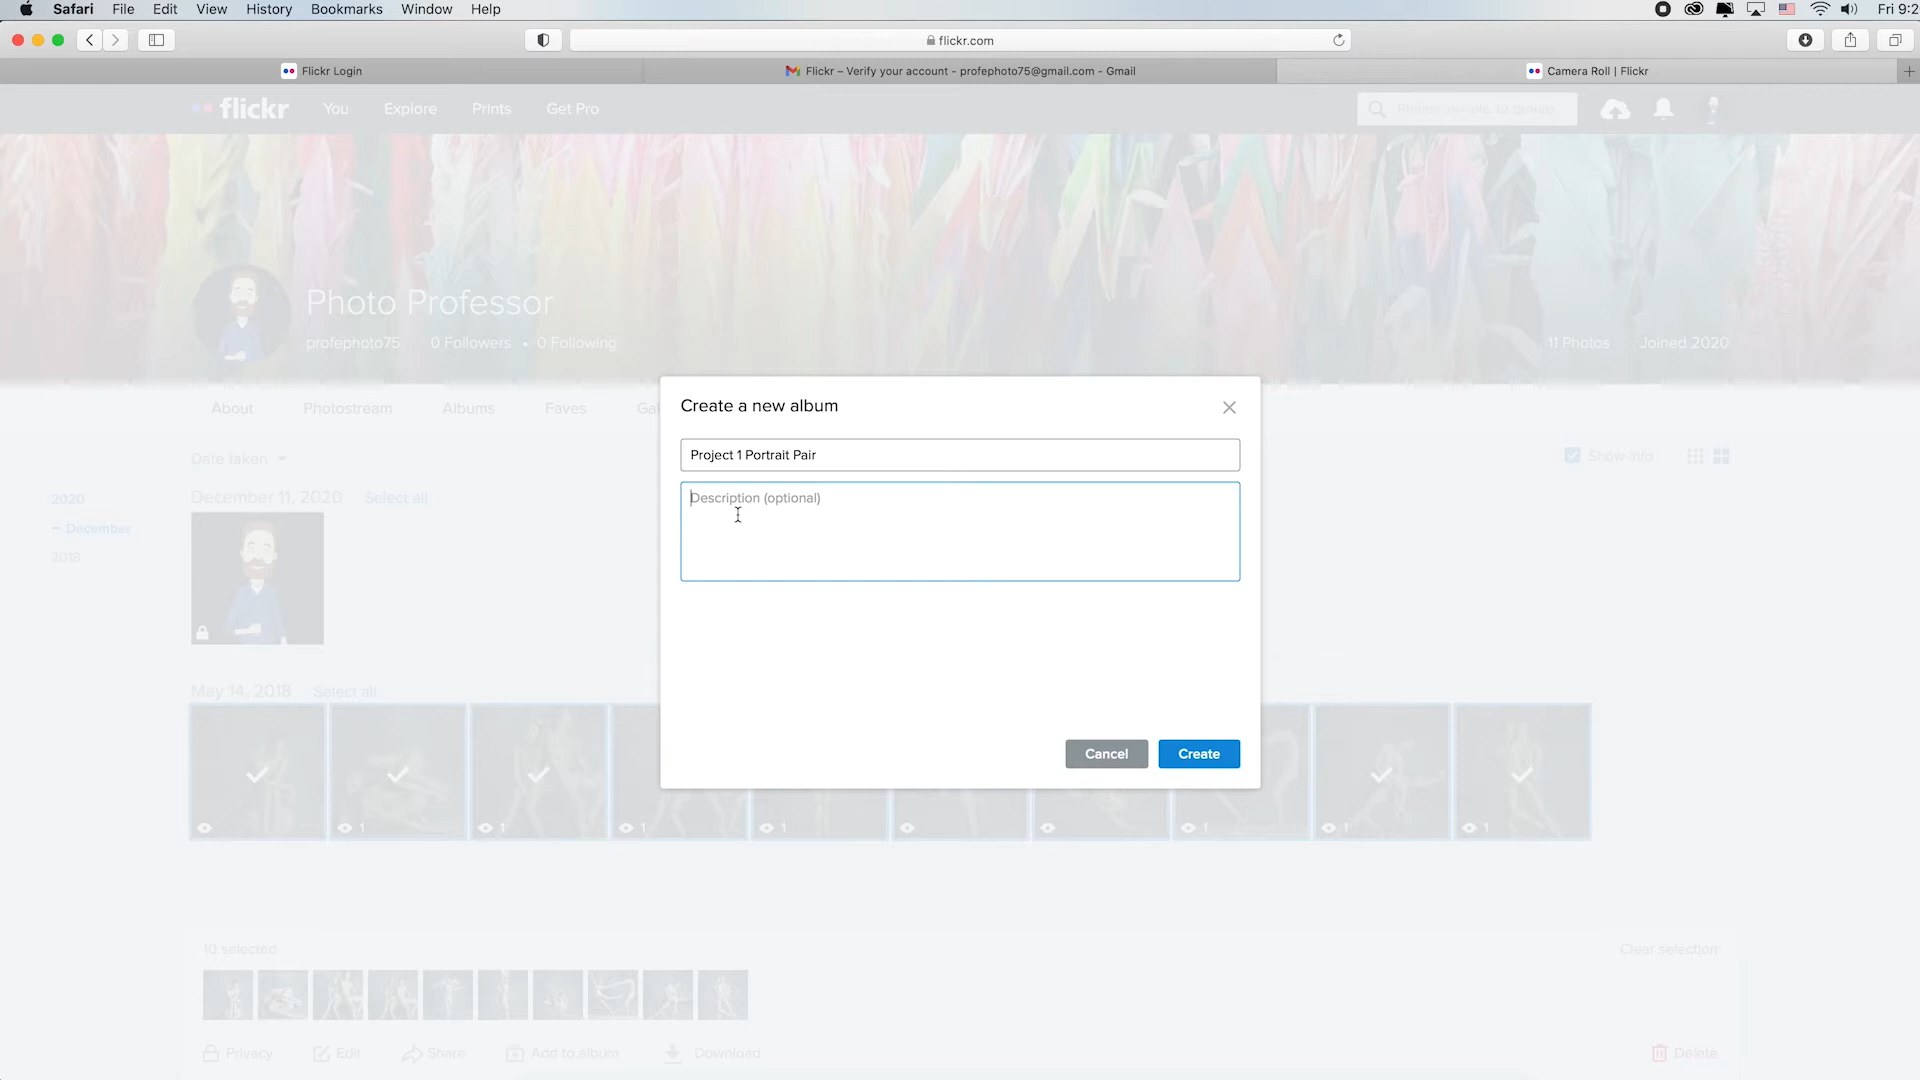 Safari File Edit View History Bookmarks Window Help Fri 9:2
flickr.com
Flickr Login
Flickr – Verify your account - profephoto75@gmail.com - Gmail
Camera Roll | Flickr
flickr You Explore Prints Get Pro
Photo Professor
profephoto75 0 Followers • 0 Following 11 Photos Joined 2020
About Photostream Albums Faves Gal
Create a new album
Project 1 Portrait Pair
Description (optional)
Cancel Create
Date taken Show info
2020
December
2018
December 11, 2020 Select all
May 14, 2018 Select all
1 1 1 1 1 1 1
10 selected Clear selection
Privacy Edit Share Add to album Download Delete